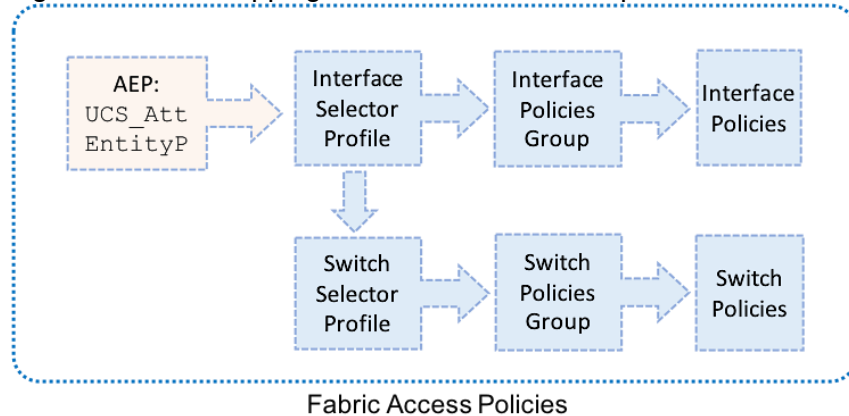 AEP:
UCS_Att
EntityP
Interface
Selector
Profile
Interface
Policies
Group
Interface
Policies
Switch
Selector
Profile
Switch
Policies
Group
Switch
Policies
Fabric Access Policies